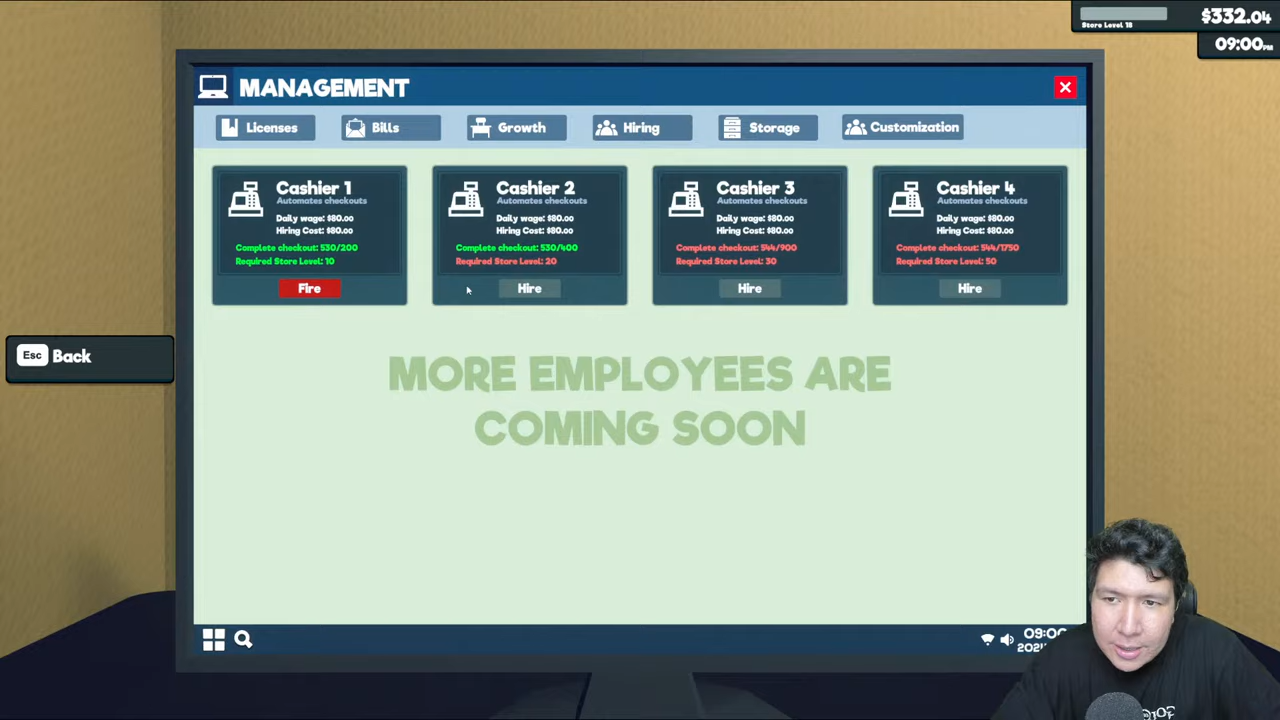 $332.04
Store Level 18
09:00PM
MANAGEMENT
Licenses
Bills
Growth
Hiring
Storage
Customization
Cashier 1
Automates checkouts
Daily wage: $80.00
Hiring Cost: $80.00
Complete checkout: 530/200
Required Store Level: 10
Fire
Cashier 2
Automates checkouts
Daily wage: $80.00
Hiring Cost: $80.00
Complete checkout: 530/400
Required Store Level: 20
Hire
Cashier 3
Automates checkouts
Daily wage: $80.00
Hiring Cost: $80.00
Complete checkout: 544/900
Required Store Level: 30
Hire
Cashier 4
Automates checkouts
Daily wage: $80.00
Hiring Cost: $80.00
Complete checkout: 544/1750
Required Store Level: 50
Hire
Esc Back
MORE EMPLOYEES ARE
COMING SOON
09:00